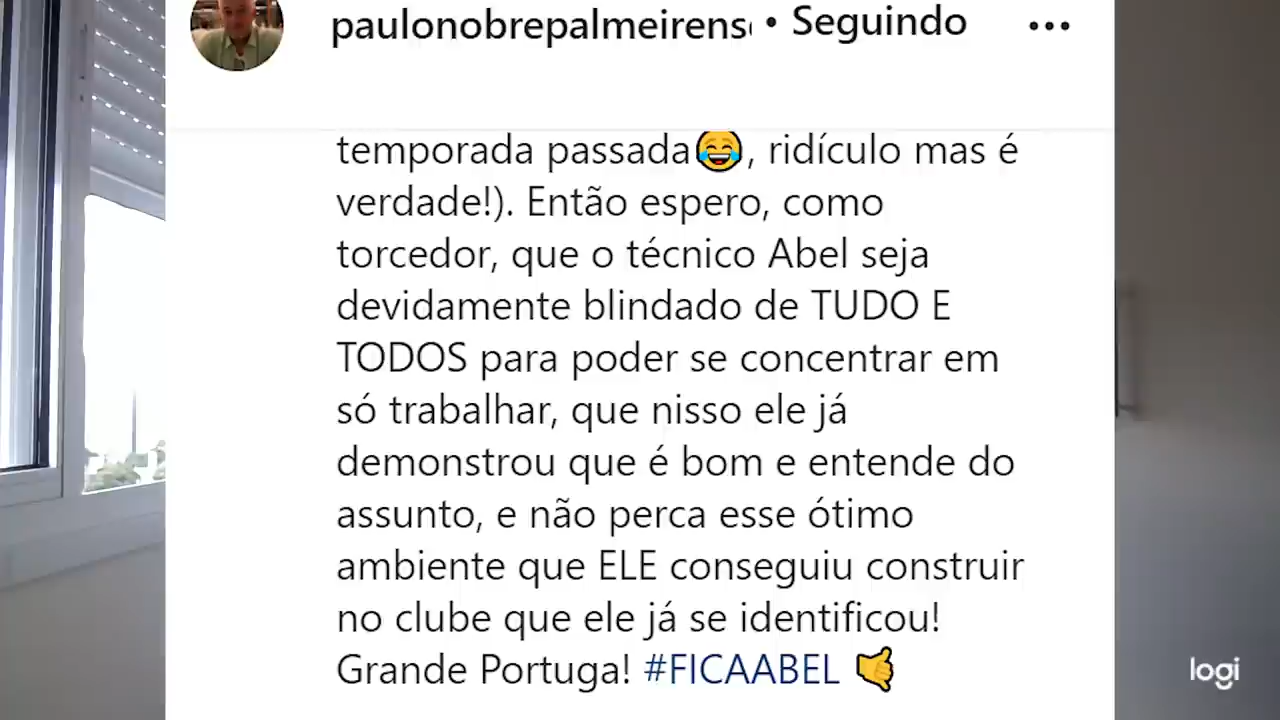 paulonobrepalmeirens • Seguindo ...
temporada passada😂, ridículo mas é
verdade!). Então espero, como
torcedor, que o técnico Abel seja
devidamente blindado de TUDO E
TODOS para poder se concentrar em
só trabalhar, que nisso ele já
demonstrou que é bom e entende do
assunto, e não perca esse ótimo
ambiente que ELE conseguiu construir
no clube que ele já se identificou!
Grande Portuga! #FICAABEL 🤙
logi